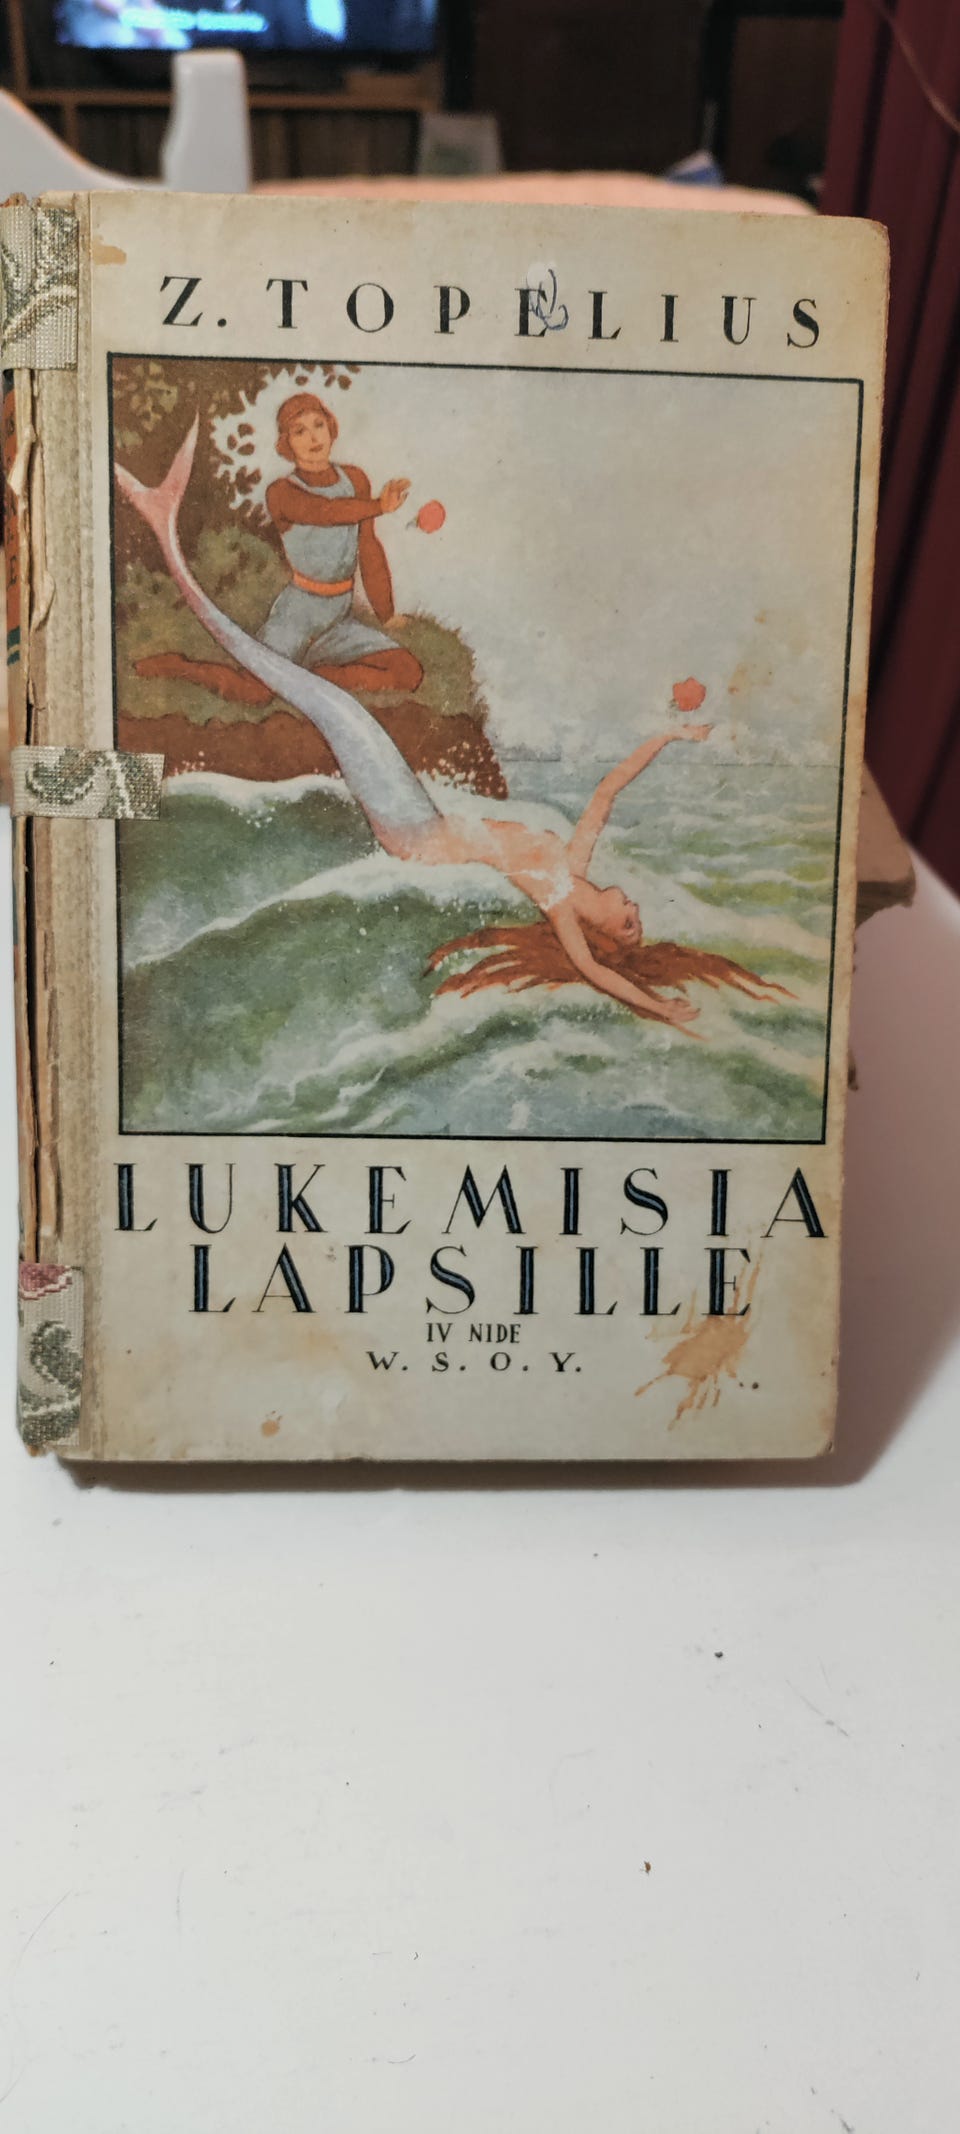 Z. TOPELIUS
LUKEMISIA
LAPSILLE
IV NIDE
W. S. O. Y.